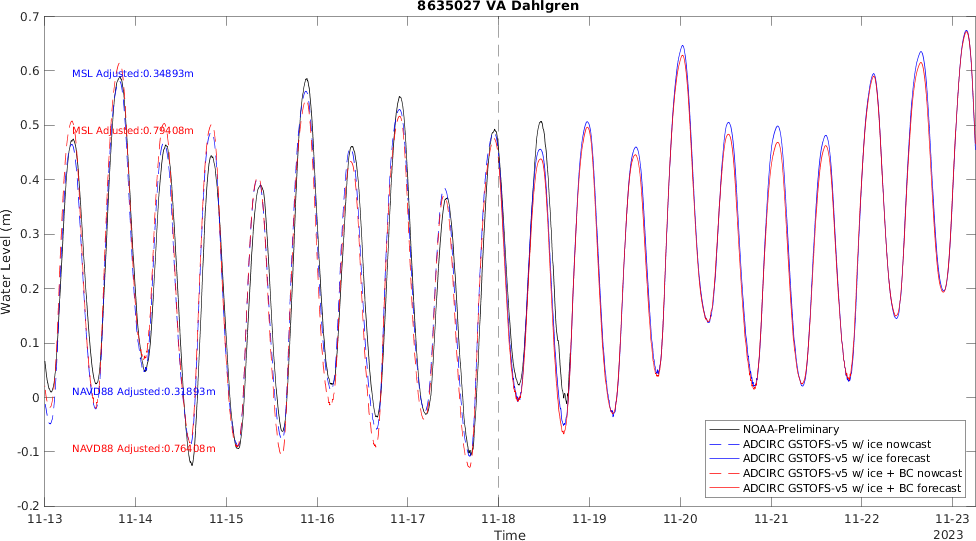 8635027 VA Dahlgren
0.7
0.6
0.5
0.4
0.3
0.2
0.1
0
-0.1
-0.2
Water Level (m)
MSL Adjusted:0.34893m
MSL Adjusted:0.79408m
NAVD88 Adjusted:0.31893m
NAVD88 Adjusted:0.76408m
NOAA-Preliminary
ADCIRC GSTOFS-v5 w/ ice nowcast
ADCIRC GSTOFS-v5 w/ ice forecast
ADCIRC GSTOFS-v5 w/ ice + BC nowcast
ADCIRC GSTOFS-v5 w/ ice + BC forecast
11-13 11-14 11-15 11-16 11-17 11-18 11-19 11-20 11-21 11-22 11-23
Time 2023